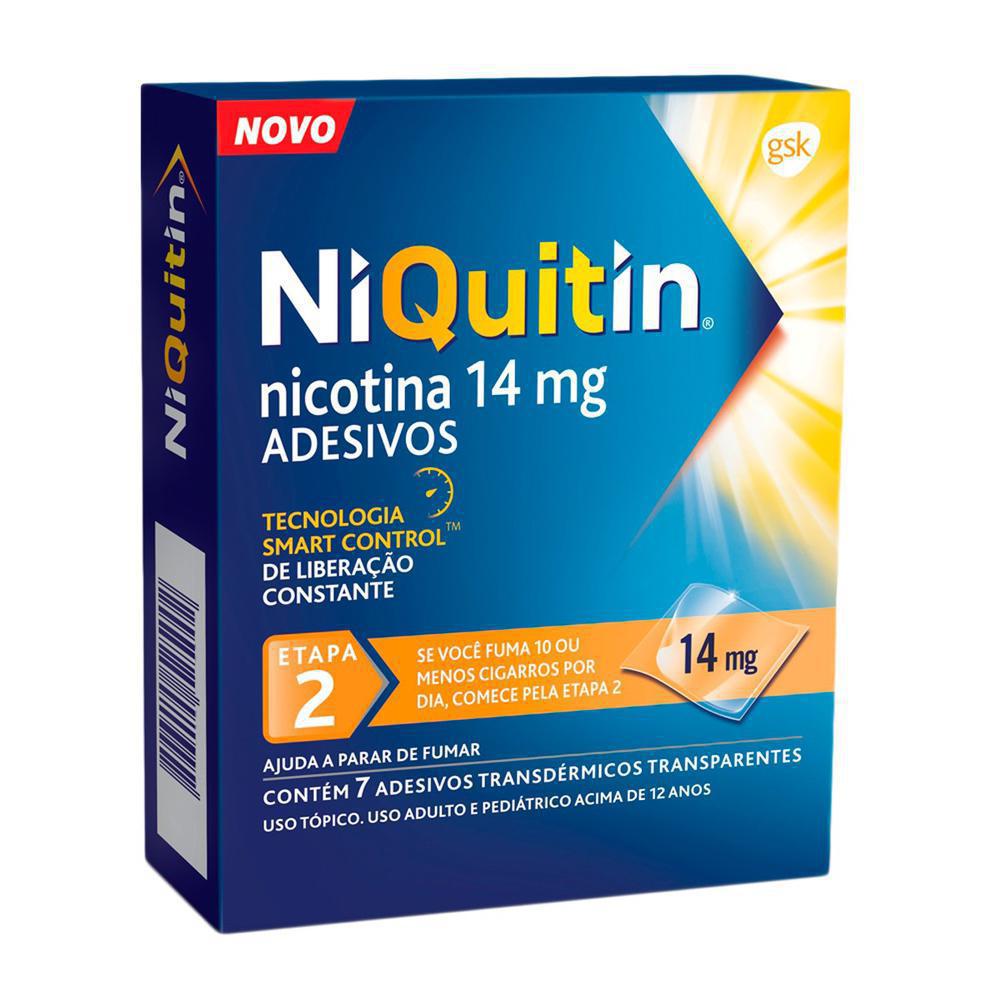 NOVO
gsk
NiQuitin®
NiQuitin®
nicotina 14 mg
ADESIVOS
TECNOLOGIA
SMART CONTROL™
DE LIBERAÇÃO
CONSTANTE
ETAPA
2
SE VOCÊ FUMA 10 OU
MENOS CIGARROS POR
DIA, COMECE PELA ETAPA 2
14 mg
AJUDA A PARAR DE FUMAR
CONTÉM 7 ADESIVOS TRANSDÉRMICOS TRANSPARENTES
USO TÓPICO. USO ADULTO E PEDIÁTRICO ACIMA DE 12 ANOS